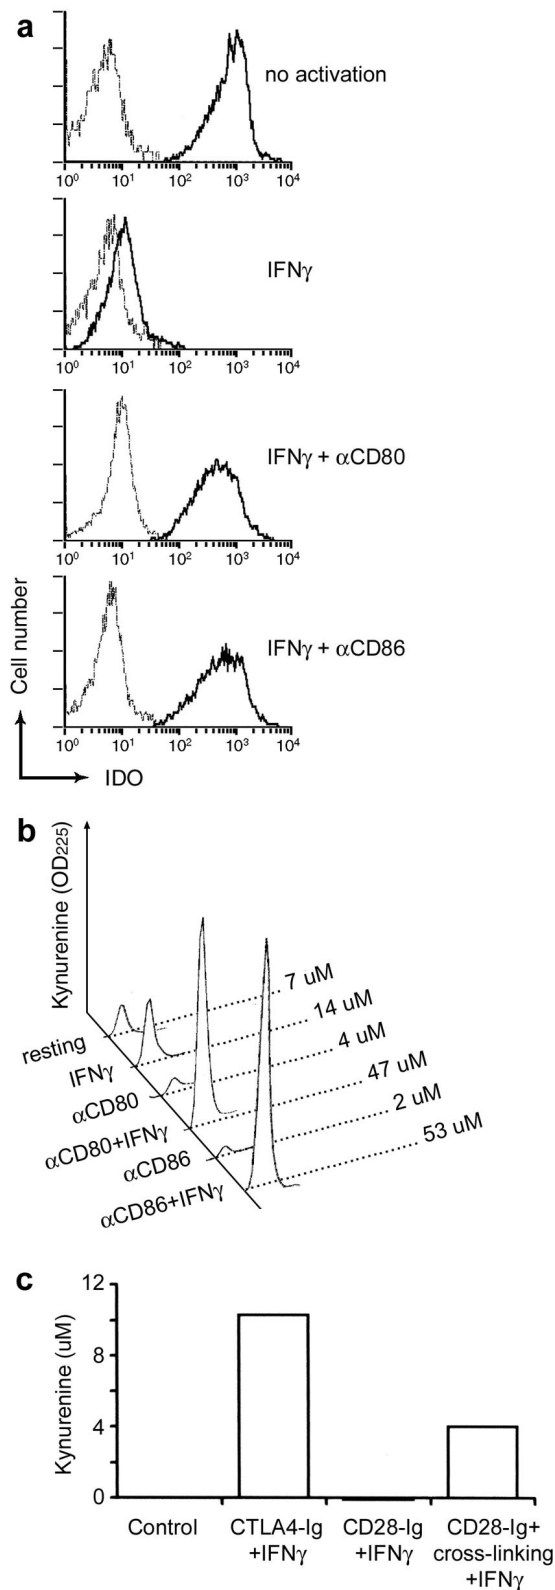 a
no activation
10⁰ 10¹ 10² 10³ 10⁴
IFNγ
10⁰ 10¹ 10² 10³ 10⁴
IFNγ + αCD80
10⁰ 10¹ 10² 10³ 10⁴
IFNγ + αCD86
10⁰ 10¹ 10² 10³ 10⁴
Cell number
IDO
b
Kynurenine (OD₂₂₅)
resting 7 uM
IFNγ 14 uM
αCD80 4 uM
αCD80+IFNγ 47 uM
αCD86 2 uM
αCD86+IFNγ 53 uM
c
Kynurenine (uM)
12
8
4
0
Control
CTLA4-Ig
+IFNγ
CD28-Ig
+IFNγ
CD28-Ig+
cross-linking
+IFNγ